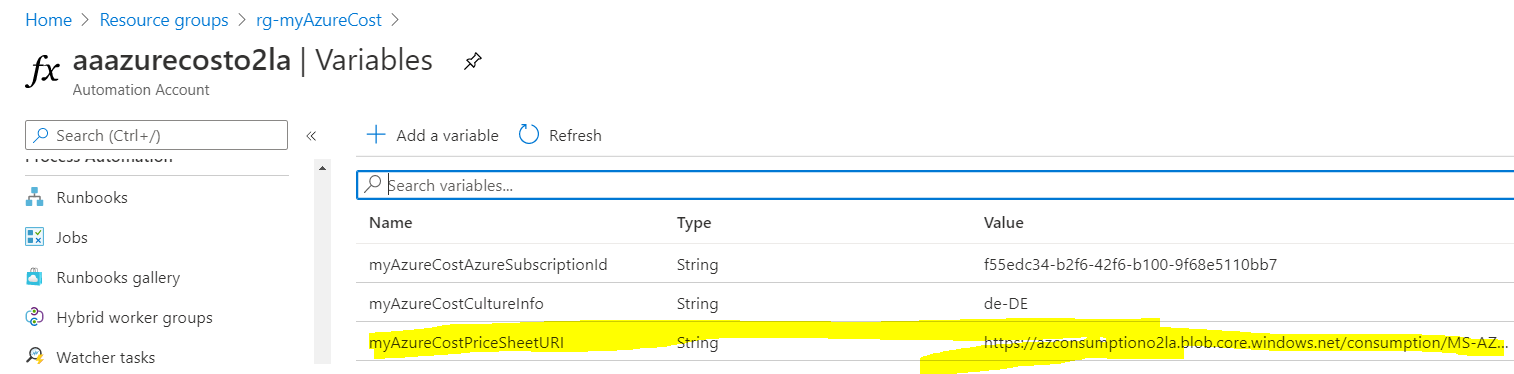 Home > Resource groups > rg-myAzureCost >
fx aaazurecosto2la | Variables
Automation Account
Search (Ctrl+/) «
Process Automation
Runbooks
Jobs
Runbooks gallery
Hybrid worker groups
Watcher tasks
+ Add a variable Refresh
Search variables...
Name Type Value
myAzureCostAzureSubscriptionId String f55edc34-b2f6-42f6-b100-9f68e5110bb7
myAzureCostCultureInfo String de-DE
myAzureCostPriceSheetURI String https://azconsumptiono2la.blob.core.windows.net/consumption/MS-AZ...